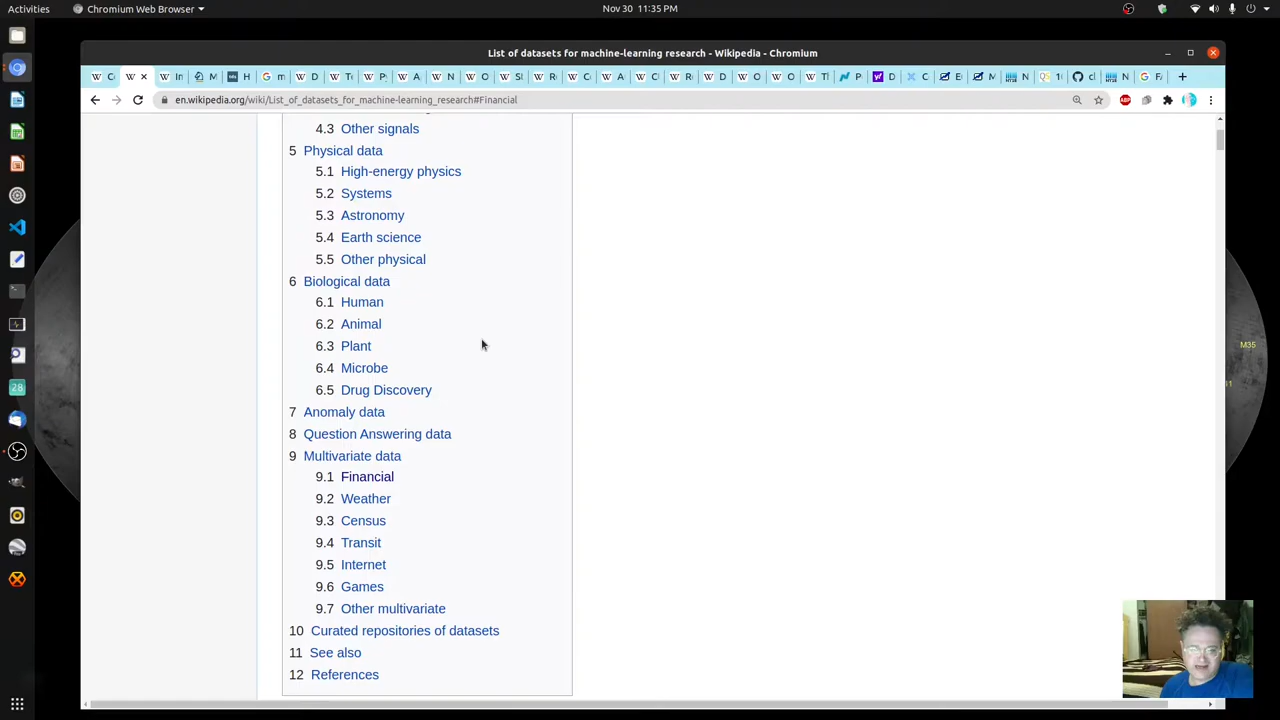 Activities Chromium Web Browser Nov 30 11:35 PM
List of datasets for machine-learning research - Wikipedia - Chromium
en.wikipedia.org/wiki/List_of_datasets_for_machine-learning_research#Financial ABP
4.3 Other signals
5 Physical data
5.1 High-energy physics
5.2 Systems
5.3 Astronomy
5.4 Earth science
5.5 Other physical
6 Biological data
6.1 Human
6.2 Animal
6.3 Plant
6.4 Microbe
6.5 Drug Discovery
7 Anomaly data
8 Question Answering data
9 Multivariate data
9.1 Financial
9.2 Weather
9.3 Census
9.4 Transit
9.5 Internet
9.6 Games
9.7 Other multivariate
10 Curated repositories of datasets
11 See also
12 References
M35
28